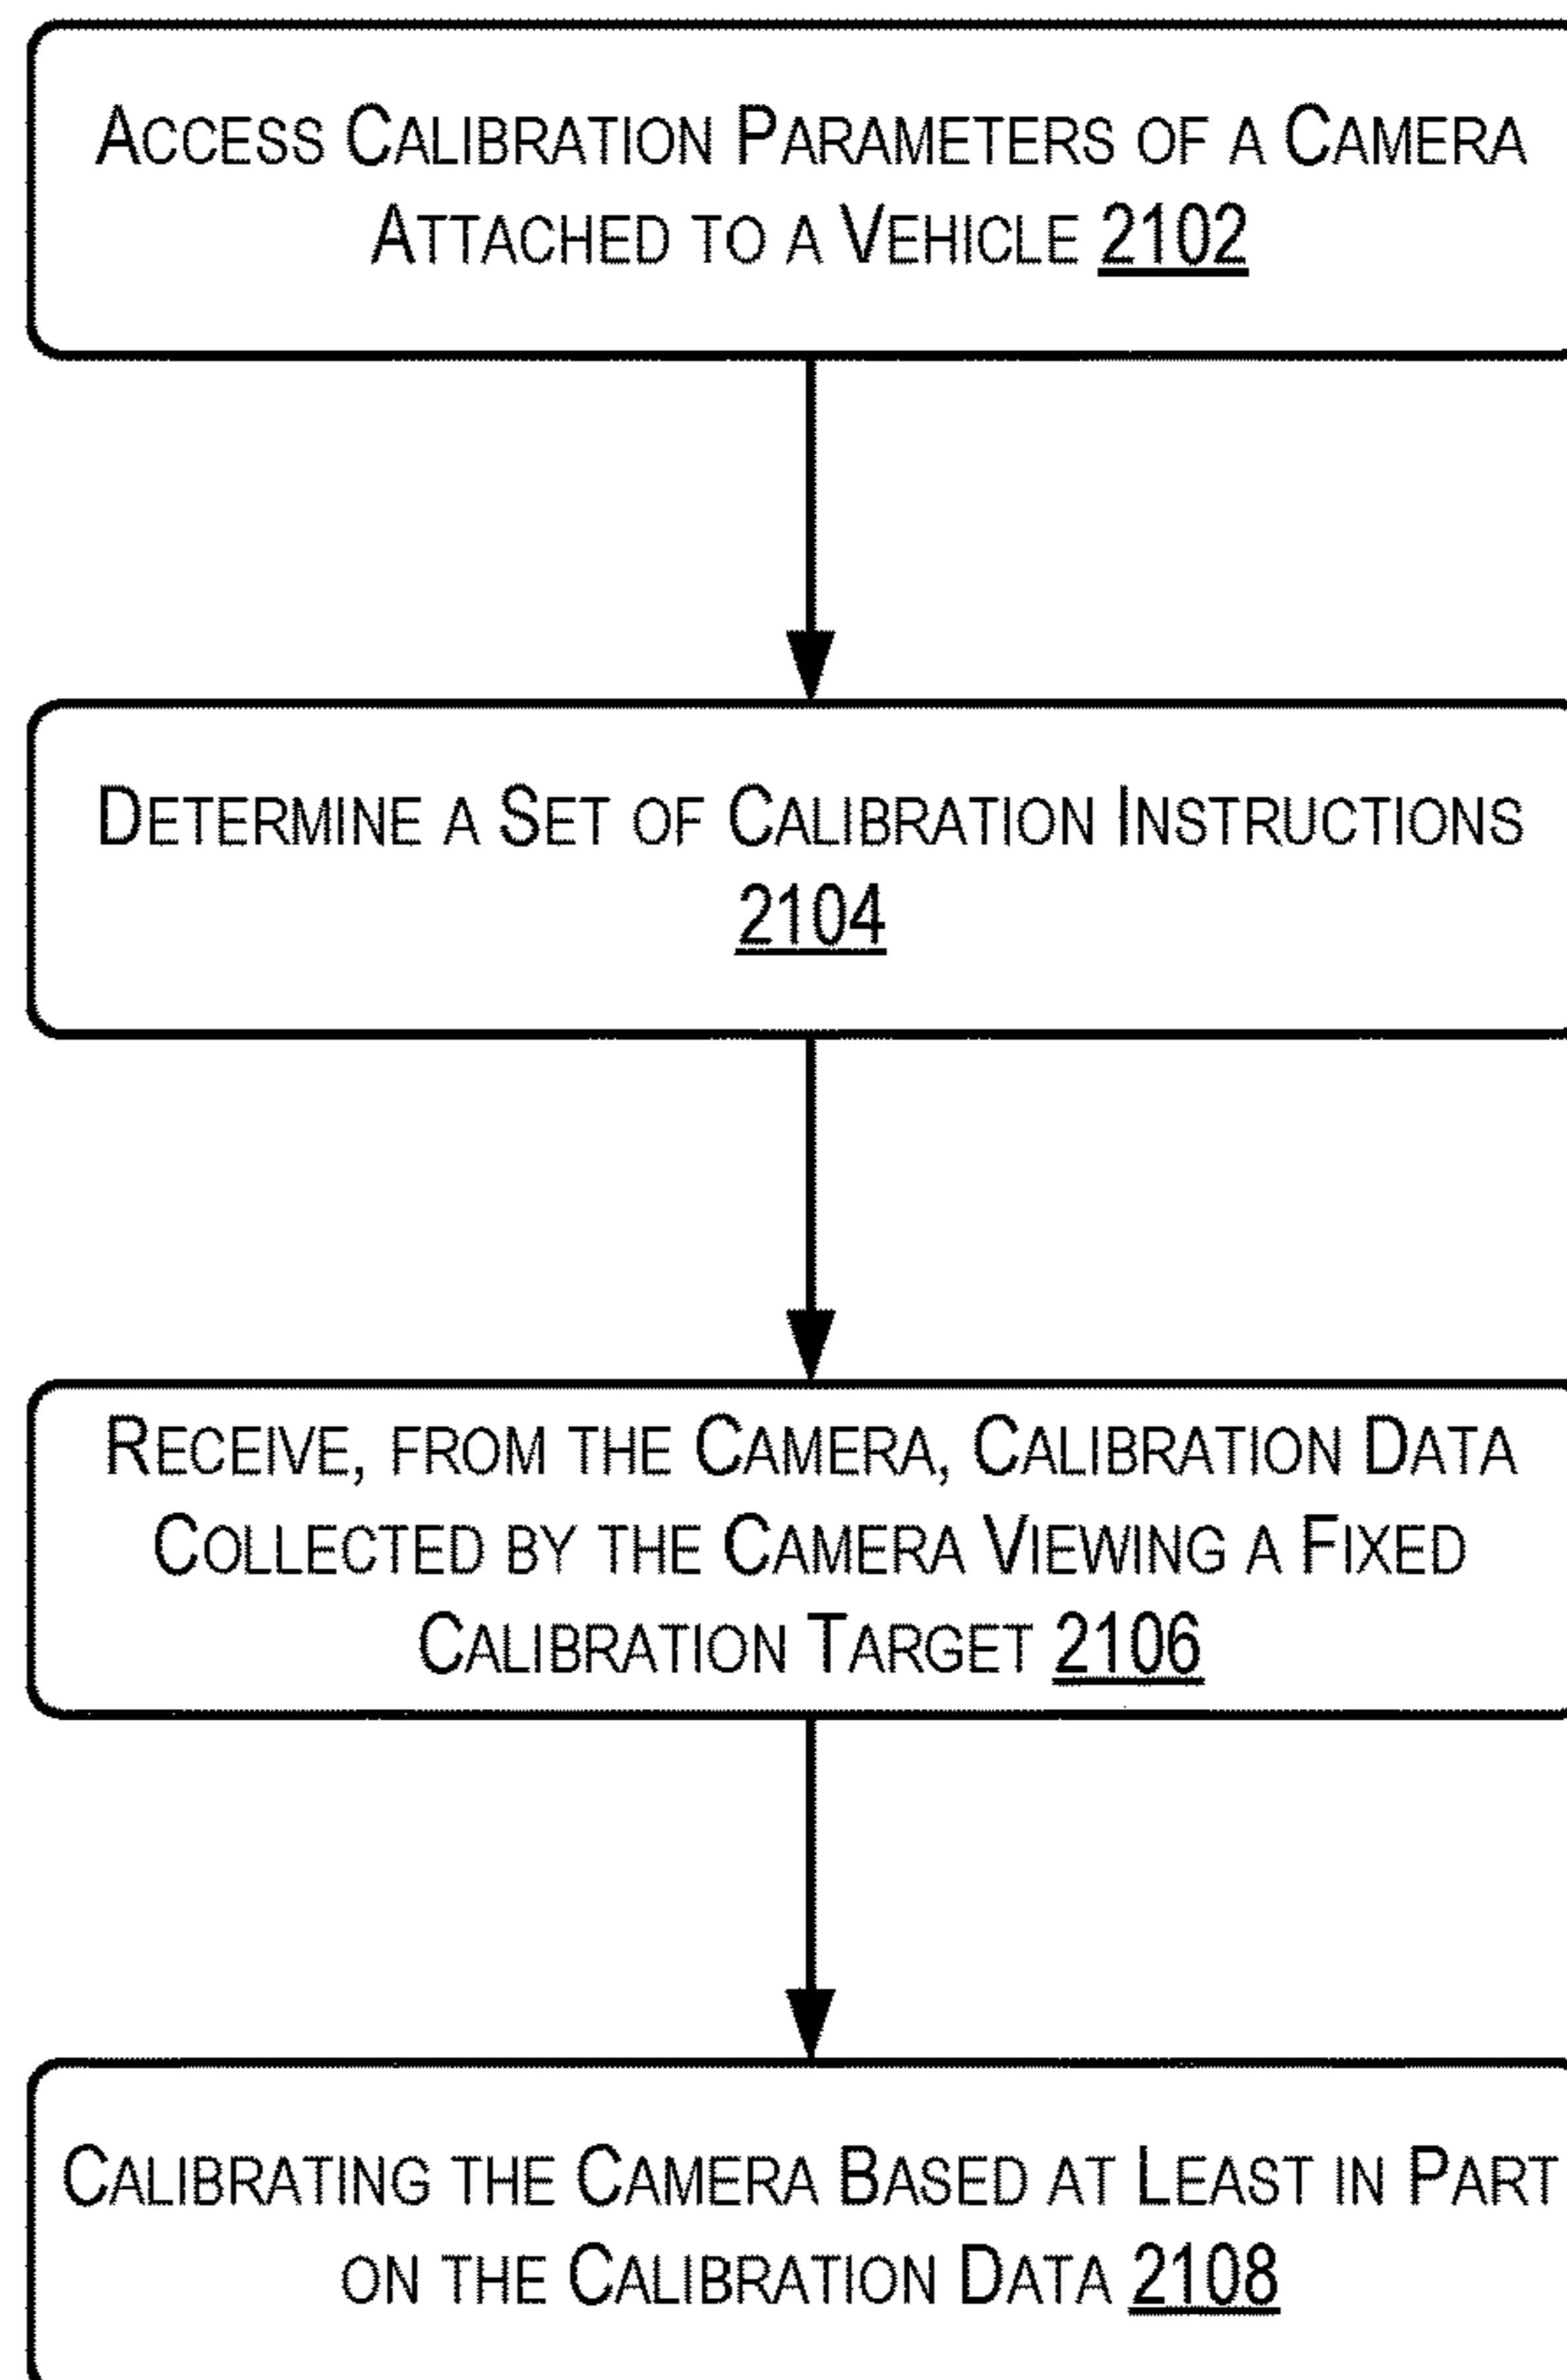 ACCESS CALIBRATION PARAMETERS OF A CAMERA
ATTACHED TO A VEHICLE 2102
DETERMINE A SET OF CALIBRATION INSTRUCTIONS
2104
RECEIVE, FROM THE CAMERA, CALIBRATION DATA
COLLECTED BY THE CAMERA VIEWING A FIXED
CALIBRATION TARGET 2106
CALIBRATING THE CAMERA BASED AT LEAST IN PART
ON THE CALIBRATION DATA 2108